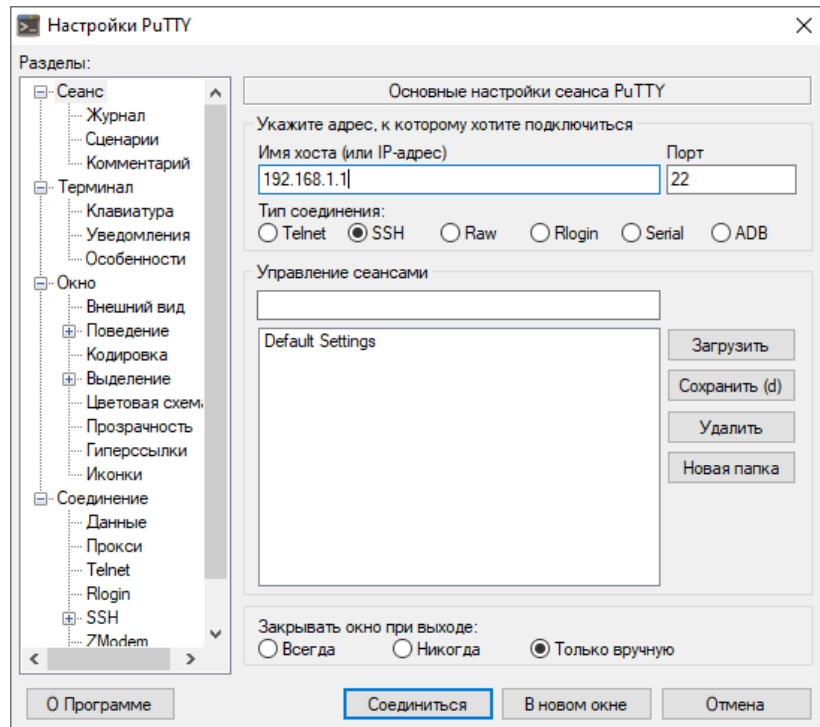 Настройки PuTTY
Разделы:
Сеанс
Журнал
Сценарии
Комментарий
Терминал
Клавиатура
Уведомления
Особенности
Окно
Внешний вид
Поведение
Кодировка
Выделение
Цветовая схем
Прозрачность
Гиперссылки
Иконки
Соединение
Данные
Прокси
Telnet
Rlogin
SSH
ZModem
Основные настройки сеанса PuTTY
Укажите адрес, к которому хотите подключиться
Имя хоста (или IP-адрес) Порт
192.168.1.1 22
Тип соединения:
Telnet SSH Raw Rlogin Serial ADB
Управление сеансами
Default Settings
Загрузить
Сохранить (d)
Удалить
Новая папка
Закрывать окно при выходе:
Всегда Никогда Только вручную
О Программе Соединиться В новом окне Отмена